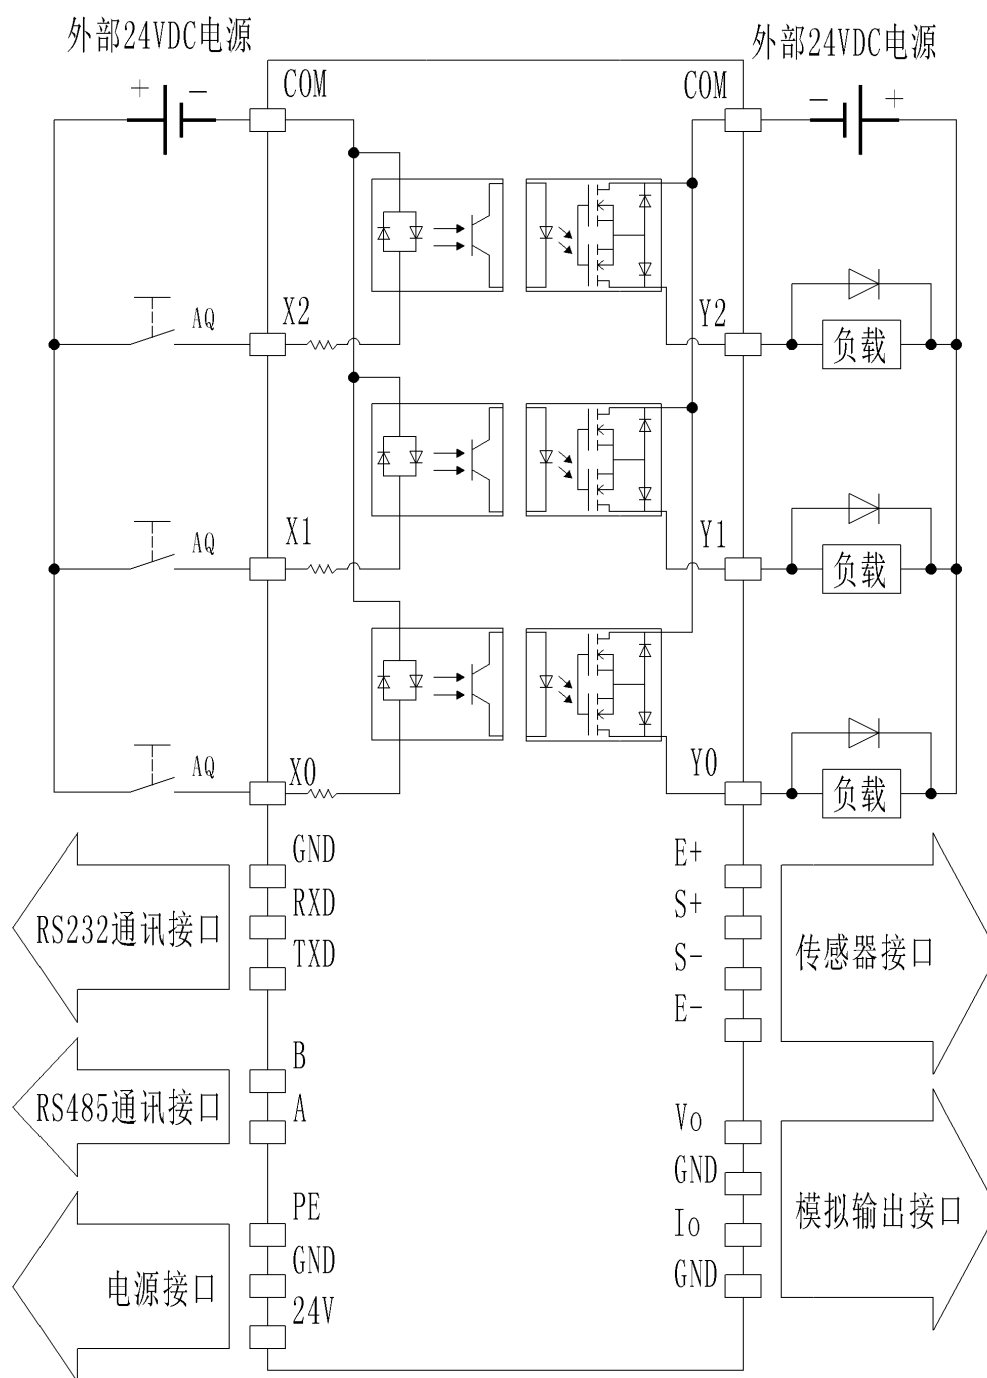 外部24VDC电源
外部24VDC电源
+ -
- +
COM
COM
X2
AQ
Y2
负载
X1
AQ
Y1
负载
X0
AQ
Y0
负载
GND
RXD
TXD
RS232通讯接口
E+
S+
S-
E-
传感器接口
B
A
RS485通讯接口
Vo
GND
Io
GND
模拟输出接口
PE
GND
24V
电源接口